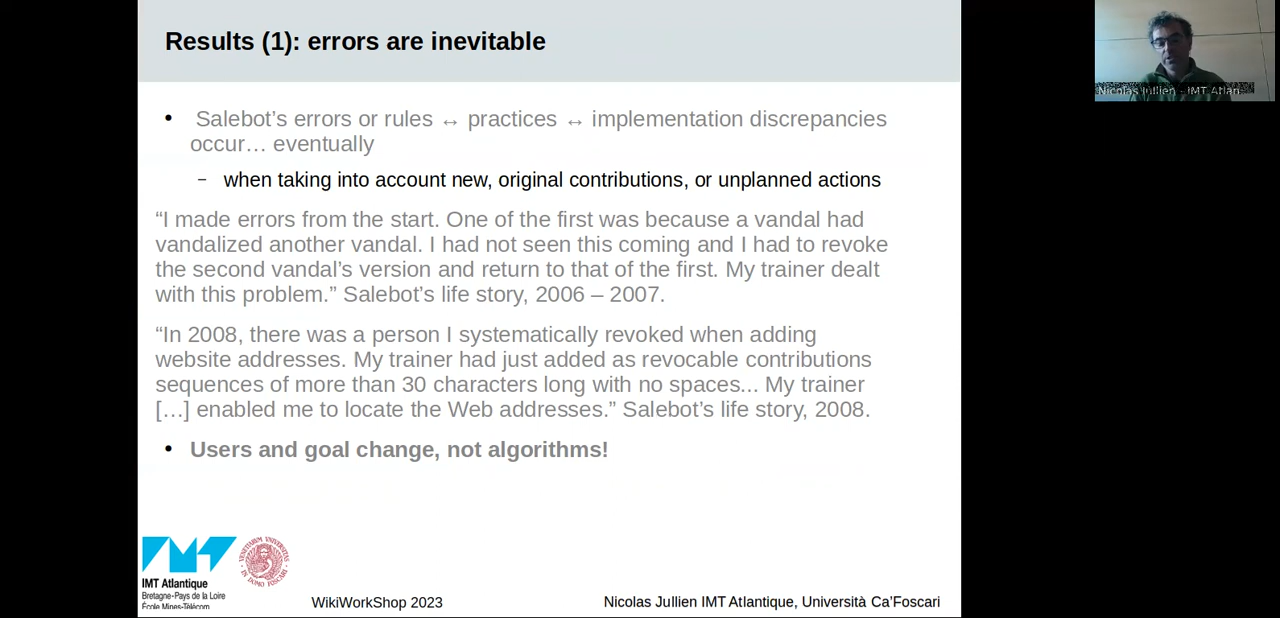 Results (1): errors are inevitable
Nicolas Jullien - IMT Atlan
• Salebot’s errors or rules ↔ practices ↔ implementation discrepancies
occur… eventually
– when taking into account new, original contributions, or unplanned actions
“I made errors from the start. One of the first was because a vandal had
vandalized another vandal. I had not seen this coming and I had to revoke
the second vandal’s version and return to that of the first. My trainer dealt
with this problem.” Salebot’s life story, 2006 – 2007.
“In 2008, there was a person I systematically revoked when adding
website addresses. My trainer had just added as revocable contributions
sequences of more than 30 characters long with no spaces... My trainer
[…] enabled me to locate the Web addresses.” Salebot’s life story, 2008.
• Users and goal change, not algorithms!
IMT Atlantique
Bretagne-Pays de la Loire
École Mines-Télécom
WikiWorkShop 2023
Nicolas Jullien IMT Atlantique, Università Ca’Foscari